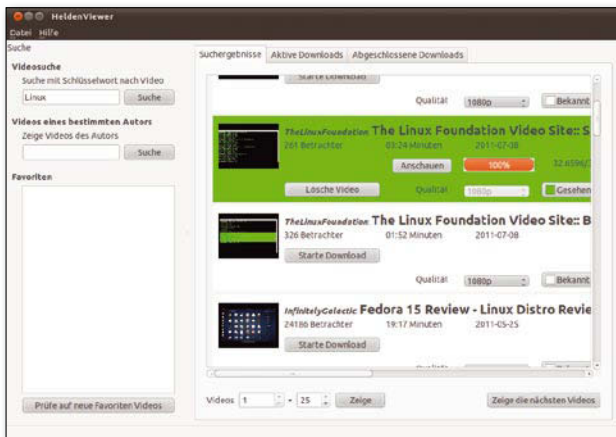 HeldenViewer
Datei Hilfe
Suche
Videosuche
Suche mit Schlüsselwort nach Video
Linux
Suche
Videos eines bestimmten Autors
Zeige Videos des Autors
Suche
Favoriten
Prüfe auf neue Favoriten Videos
Suchergebnisse Aktive Downloads Abgeschlossene Downloads
Starte Download
Qualität 1080p Bekannt
TheLinuxFoundation The Linux Foundation Video Site:: S
261 Betrachter 03:24 Minuten 2011-07-08
Anschauen 100%
Lösche Video Qualität 1080p Gesehen
TheLinuxFoundation The Linux Foundation Video Site:: B
326 Betrachter 01:52 Minuten 2011-07-08
Starte Download
Qualität 1080p Bekannt
InfinitelyGalactic Fedora 15 Review - Linux Distro Revie
24186 Betrachter 19:17 Minuten 2011-05-25
Starte Download
Videos 1 - 25 Zeige Zeige die nächsten Videos